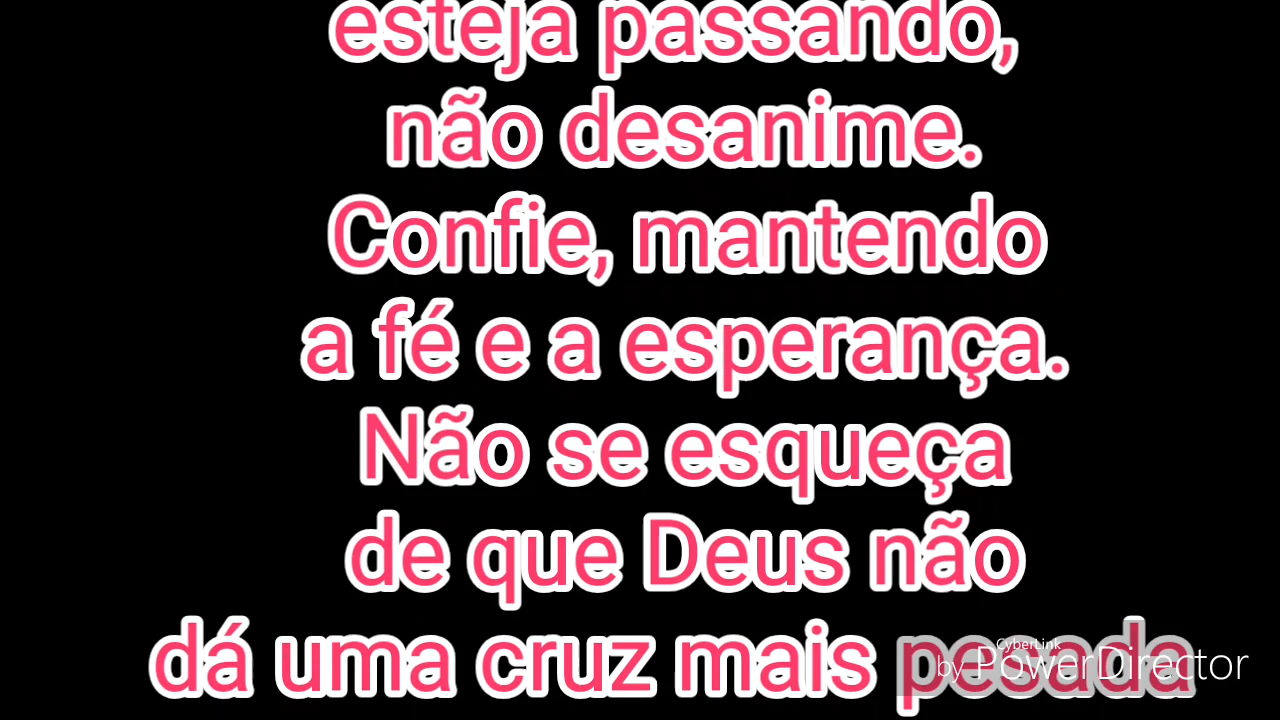 esteja passando,
não desanime.
Confie, mantendo
a fé e a esperança.
Não se esqueça
de que Deus não
dá uma cruz mais pesada
CyberLink
by PowerDirector